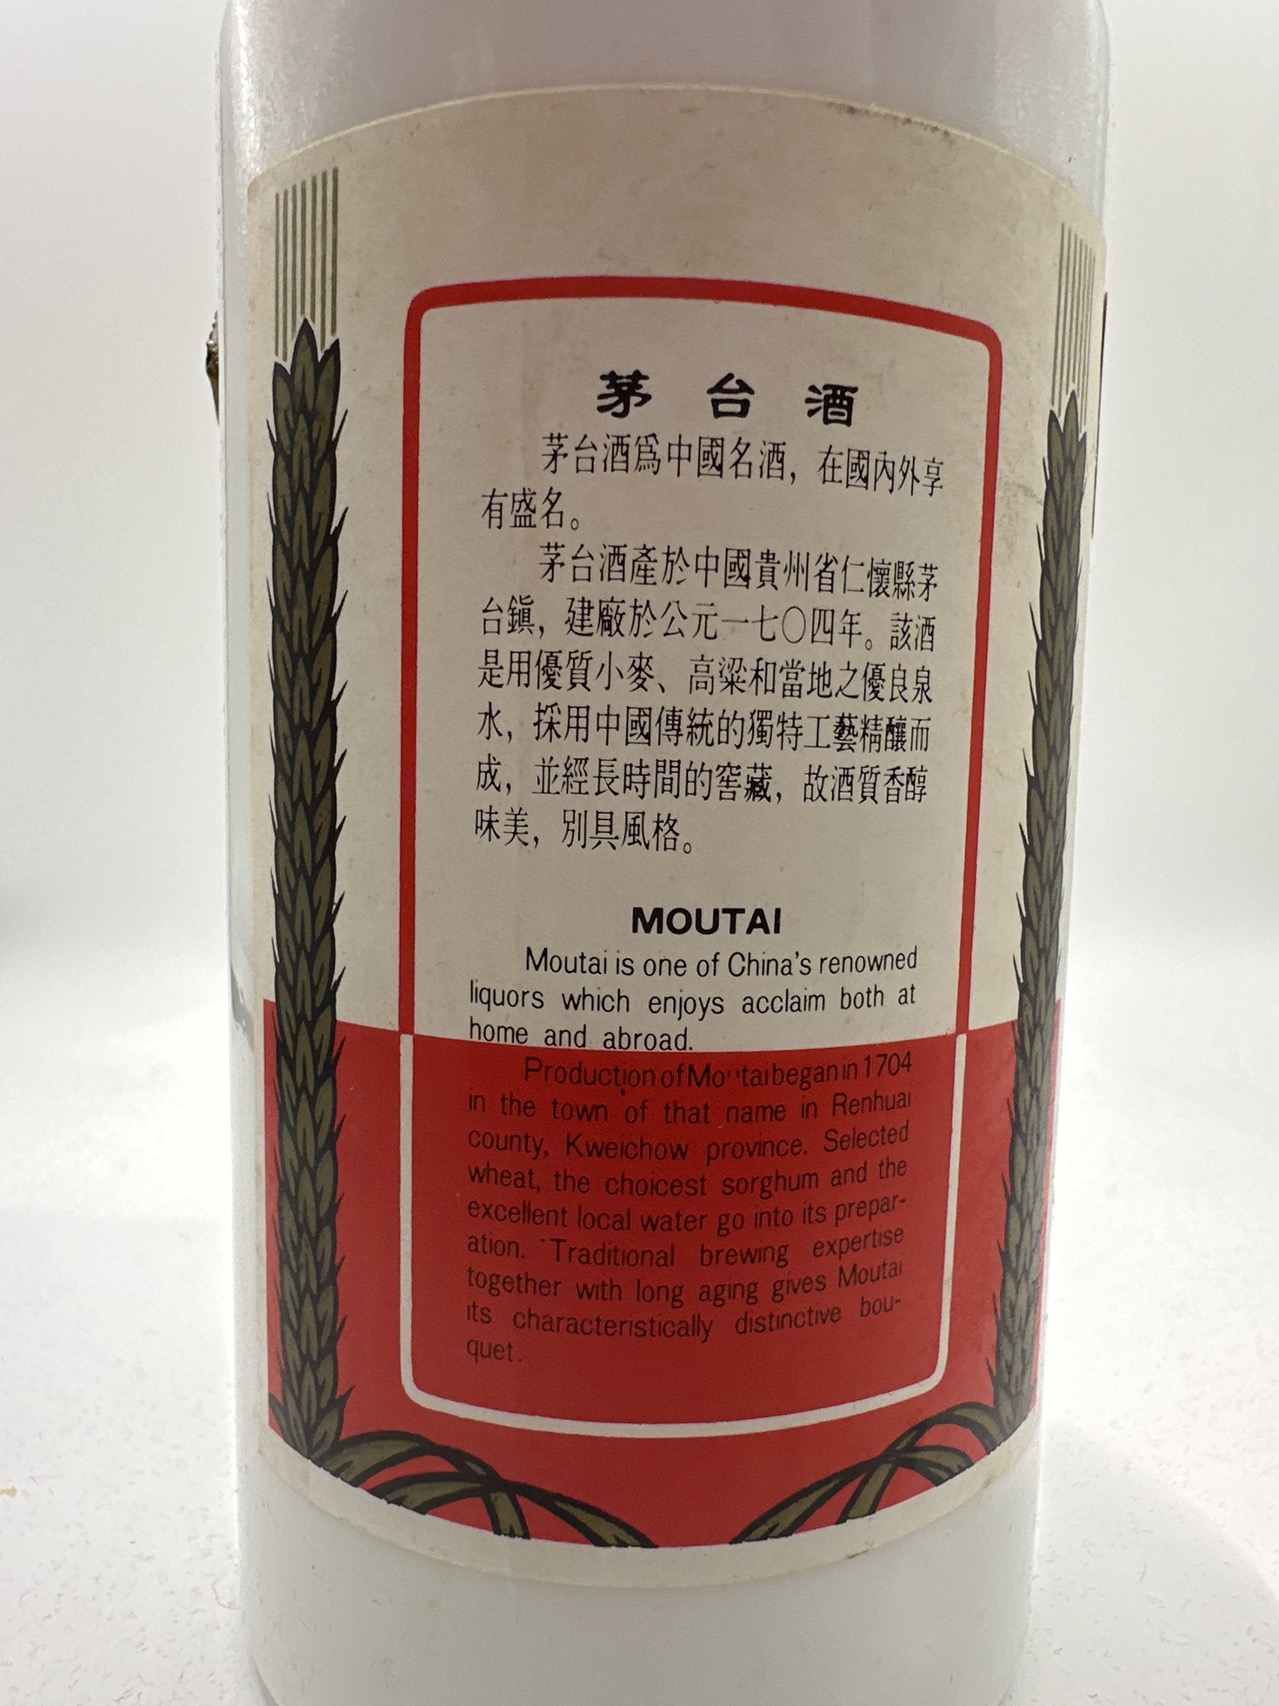 茅台酒
茅台酒爲中國名酒，在國內外享
有盛名。
茅台酒產於中國貴州省仁懷縣茅
台鎭，建廠於公元一七〇四年。該酒
是用優質小麥、高粱和當地之優良泉
水，採用中國傳統的獨特工藝精釀而
成，並經長時間的窖藏，故酒質香醇
味美，別具風格。
MOUTAI
Moutai is one of China's renowned
liquors which enjoys acclaim both at
home and abroad.
Production of Moutai began in 1704
in the town of that name in Renhuai
county, Kweichow province. Selected
wheat, the choicest sorghum and the
excellent local water go into its prepar-
ation. Traditional brewing expertise
together with long aging gives Moutai
its characteristically distinctive bou-
quet.